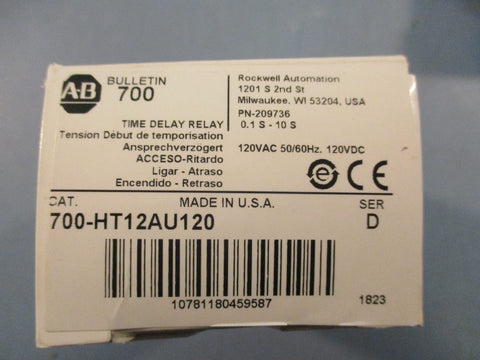 A-B
BULLETIN
700
Rockwell Automation
1201 S 2nd St
Milwaukee, WI 53204, USA
PN-209736
TIME DELAY RELAY
0.1 S - 10 S
Tension Début de temporisation
Ansprechverzögert
120VAC 50/60Hz. 120VDC
ACCESO-Ritardo
Ligar - Atraso
Encendido - Retraso
CE
CAT.
MADE IN U.S.A.
SER
700-HT12AU120
D
10781180459587
1823